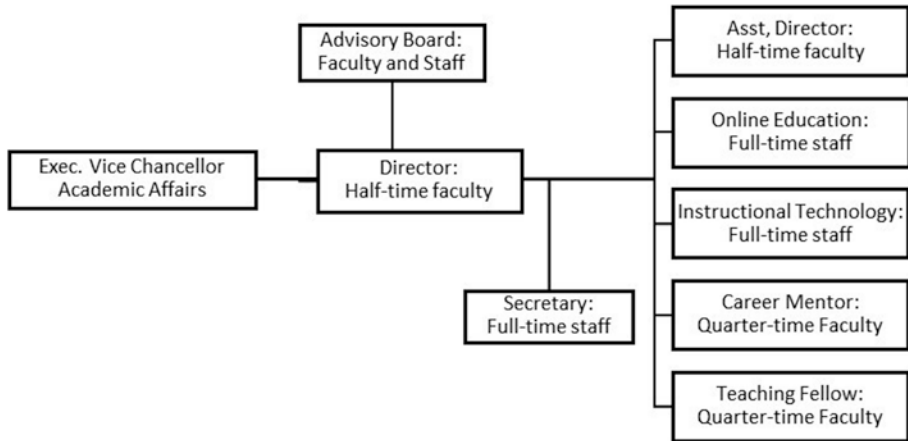 Advisory Board:
Faculty and Staff
Asst, Director:
Half-time faculty
Online Education:
Full-time staff
Exec. Vice Chancellor
Academic Affairs
Director:
Half-time faculty
Instructional Technology:
Full-time staff
Secretary:
Full-time staff
Career Mentor:
Quarter-time Faculty
Teaching Fellow:
Quarter-time Faculty